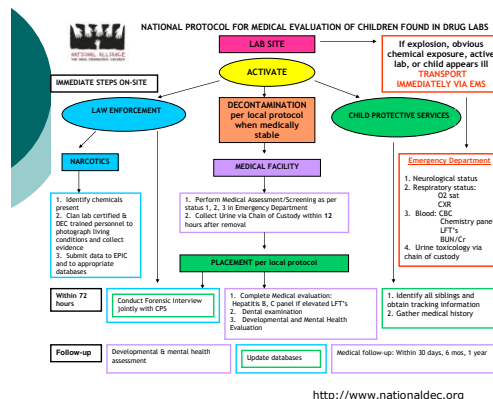 NATIONAL PROTOCOL FOR MEDICAL EVALUATION OF CHILDREN FOUND IN DRUG LABS
NATIONAL ALLIANCE
FOR DRUG ENDANGERED CHILDREN
LAB SITE
If explosion, obvious
chemical exposure, active
lab, or child appears ill
TRANSPORT
IMMEDIATELY VIA EMS
IMMEDIATE STEPS ON-SITE
ACTIVATE
LAW ENFORCEMENT
DECONTAMINATION
per local protocol
when medically
stable
CHILD PROTECTIVE SERVICES
NARCOTICS
MEDICAL FACILITY
Emergency Department
1. Neurological status
2. Respiratory status:
O2 sat
CXR
3. Blood: CBC
Chemistry panel
LFT's
BUN/Cr
4. Urine toxicology via
chain of custody
1. Identify chemicals
present
2. Clan lab certified &
DEC trained personnel to
photograph living
conditions and collect
evidence
3. Submit data to EPIC and
to appropriate
databases
1. Perform Medical Assessment/Screening as per
status 1, 2, 3 in Emergency Department
2. Collect Urine via Chain of Custody within 12
hours after removal
PLACEMENT per local protocol
Within 72
hours
Conduct Forensic Interview
jointly with CPS
1. Complete Medical evaluation:
Hepatitis B, C panel if elevated LFT's
2. Dental examination
3. Developmental and Mental Health
Evaluation
1. Identify all siblings and
obtain tracking information
2. Gather medical history
Follow-up
Developmental & mental health
assessment
Update databases
Medical follow-up: Within 30 days, 6 mos, 1 year
http://www.nationaldec.org